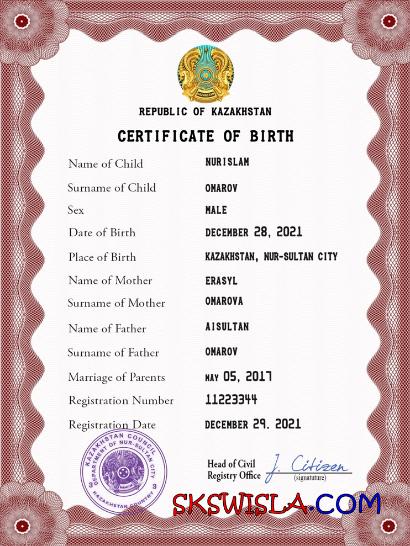 REPUBLIC OF KAZAKHSTAN
CERTIFICATE OF BIRTH
Name of Child NURISLAM
Surname of Child OMAROV
Sex MALE
Date of Birth DECEMBER 28, 2021
Place of Birth KAZAKHSTAN, NUR-SULTAN CITY
Name of Mother ERASYL
Surname of Mother OMAROVA
Name of Father AISULTAN
Surname of Father OMAROV
Marriage of Parents MAY 05, 2017
Registration Number 11223344
Registration Date DECEMBER 29. 2021
KAZAKHSTAN COUNCIL
DEPARTMENT OF NUR-SULTAN CITY
KAZAKHSTAN COUNTRY
Head of Civil
Registry Office J. Citizen
(signatature)
SKSWISLA.COM